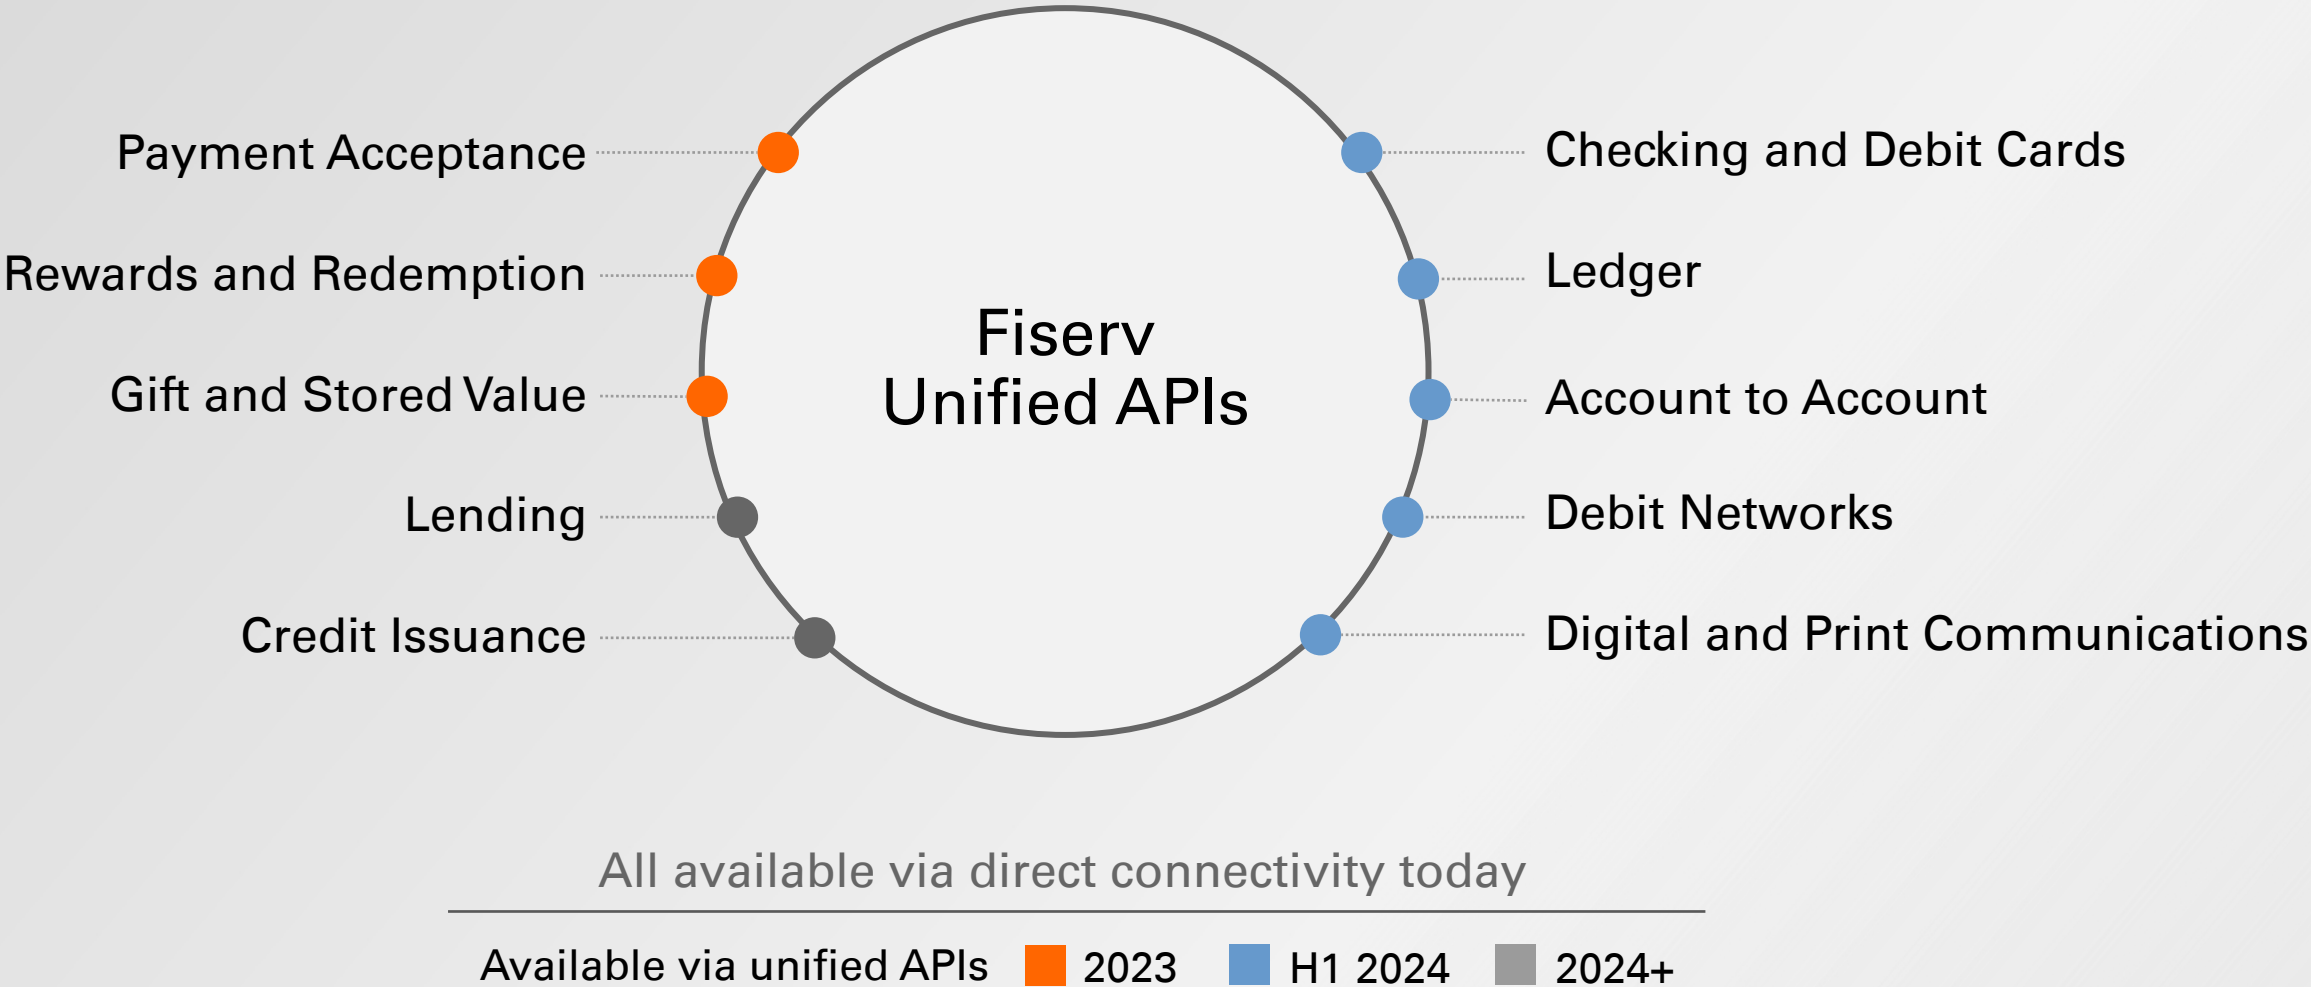 Payment Acceptance
Rewards and Redemption
Gift and Stored Value
Lending
Credit Issuance
Fiserv
Unified APIs
Checking and Debit Cards
Ledger
Account to Account
Debit Networks
Digital and Print Communications
All available via direct connectivity today
Available via unified APIs 2023 H1 2024 2024+